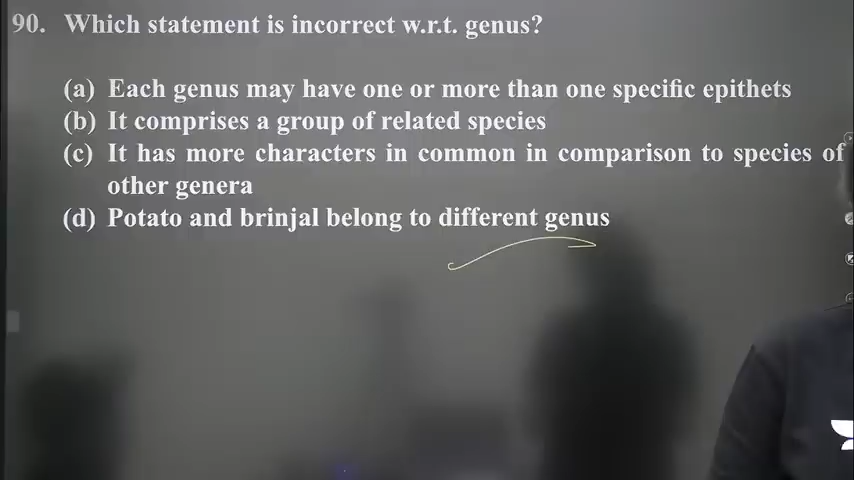 90. Which statement is incorrect w.r.t. genus?
(a) Each genus may have one or more than one specific epithets
(b) It comprises a group of related species
(c) It has more characters in common in comparison to species of
other genera
(d) Potato and brinjal belong to different genus